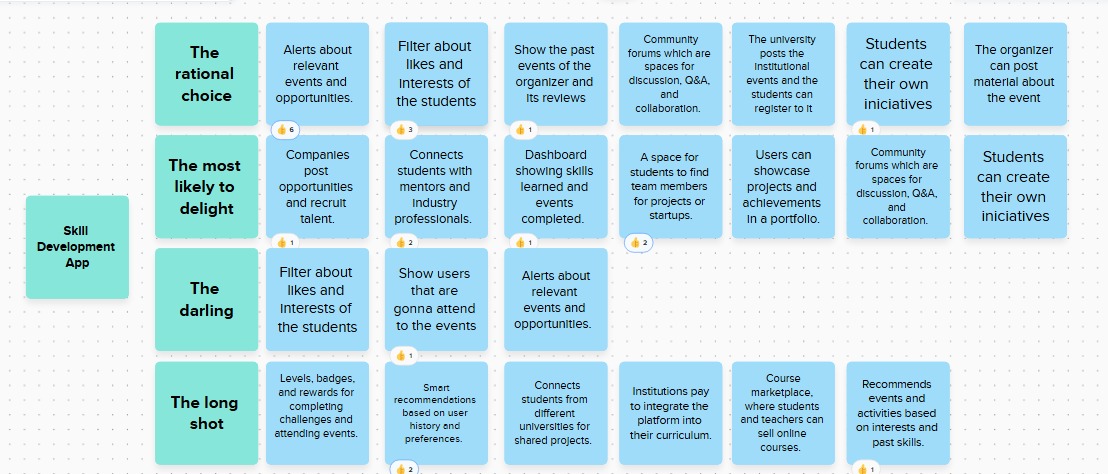 The
rational
choice
Alerts about
relevant
events and
opportunities.
6
Filter about
likes and
interests of
the students
3
Show the past
events of the
organizer and
its reviews
1
Community
forums which are
spaces for
discussion, Q&A,
and
collaboration.
The university
posts the
institutional
events and the
students can
register to it
Students
can create
their own
iniciatives
1
The organizer
can post
material about
the event
The most
likely to
delight
Companies
post
opportunities
and recruit
talent.
1
Connects
students with
mentors and
industry
professionals.
2
Dashboard
showing skills
learned and
events
completed.
1
A space for
students to find
team members
for projects or
startups.
2
Users can
showcase
projects and
achievements
in a portfolio.
Community
forums which are
spaces for
discussion, Q&A,
and
collaboration.
Students
can create
their own
iniciatives
Skill
Development
App
The
darling
Filter about
likes and
interests of
the students
Show users
that are
gonna attend
to the events
1
Alerts about
relevant
events and
opportunities.
The long
shot
Levels, badges,
and rewards for
completing
challenges and
attending events.
Smart
recommendations
based on user
history and
preferences.
2
Connects
students from
different
universities for
shared projects.
Institutions pay
to integrate the
platform into
their curriculum.
Course
marketplace,
where students
and teachers can
sell online
courses.
Recommends
events and
activities based
on interests and
past skills.
1